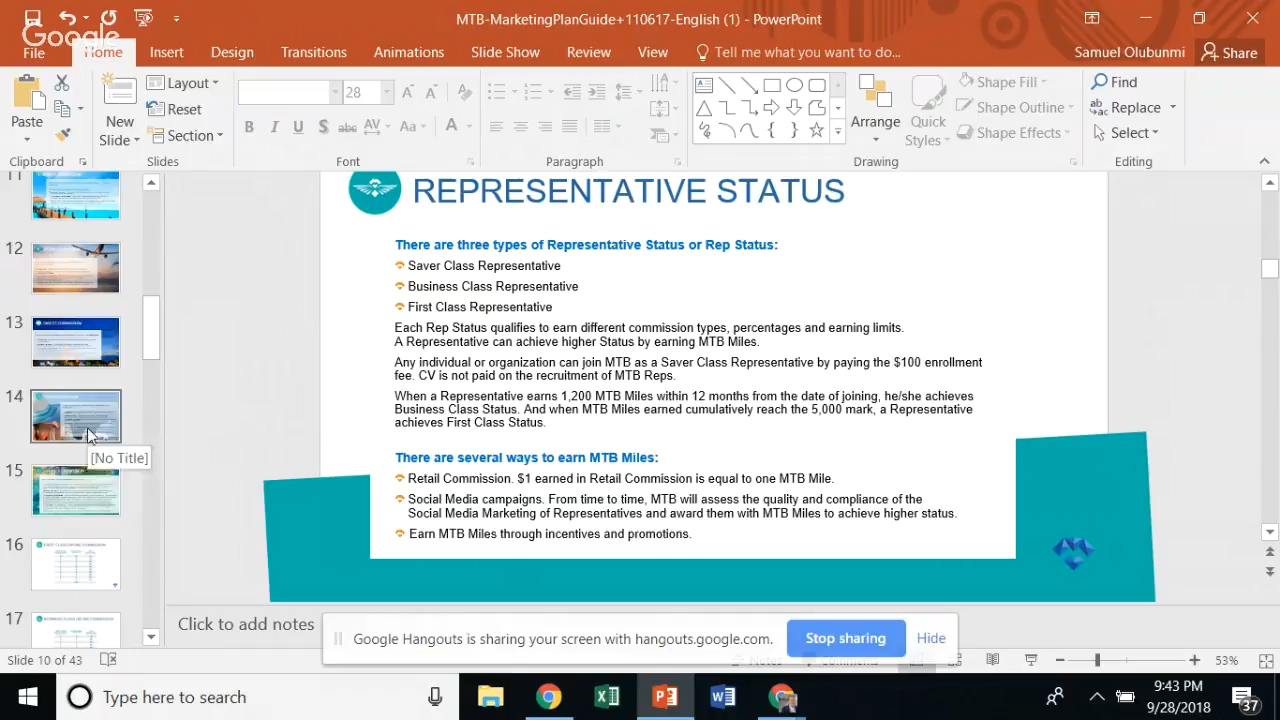 MTB-MarketingPlanGuide+110617-English (1) - PowerPoint
Google
File Home Insert Design Transitions Animations Slide Show Review View Tell me what you want to do... Samuel Olubunmi Share
Paste
New Slide
Layout
Reset
Section
28
B I U S abc AV Aa A
Arrange
Quick Styles
Shape Fill
Shape Outline
Shape Effects
Find
Replace
Select
Clipboard Slides Font Paragraph Drawing Editing
11
12
13
14
[No Title]
15
16
17
REPRESENTATIVE STATUS
There are three types of Representative Status or Rep Status:
Saver Class Representative
Business Class Representative
First Class Representative
Each Rep Status qualifies to earn different commission types, percentages and earning limits.
A Representative can achieve higher Status by earning MTB Miles.
Any individual or organization can join MTB as a Saver Class Representative by paying the $100 enrollment
fee. CV is not paid on the recruitment of MTB Reps.
When a Representative earns 1,200 MTB Miles within 12 months from the date of joining, he/she achieves
Business Class Status. And when MTB Miles earned cumulatively reach the 5,000 mark, a Representative
achieves First Class Status.
There are several ways to earn MTB Miles:
Retail Commission. $1 earned in Retail Commission is equal to one MTB Mile.
Social Media campaigns. From time to time, MTB will assess the quality and compliance of the
Social Media Marketing of Representatives and award them with MTB Miles to achieve higher status.
Earn MTB Miles through incentives and promotions.
Click to add notes
Google Hangouts is sharing your screen with hangouts.google.com. Stop sharing Hide
Slide 10 of 43 53%
Type here to search
9:43 PM
9/28/2018
37